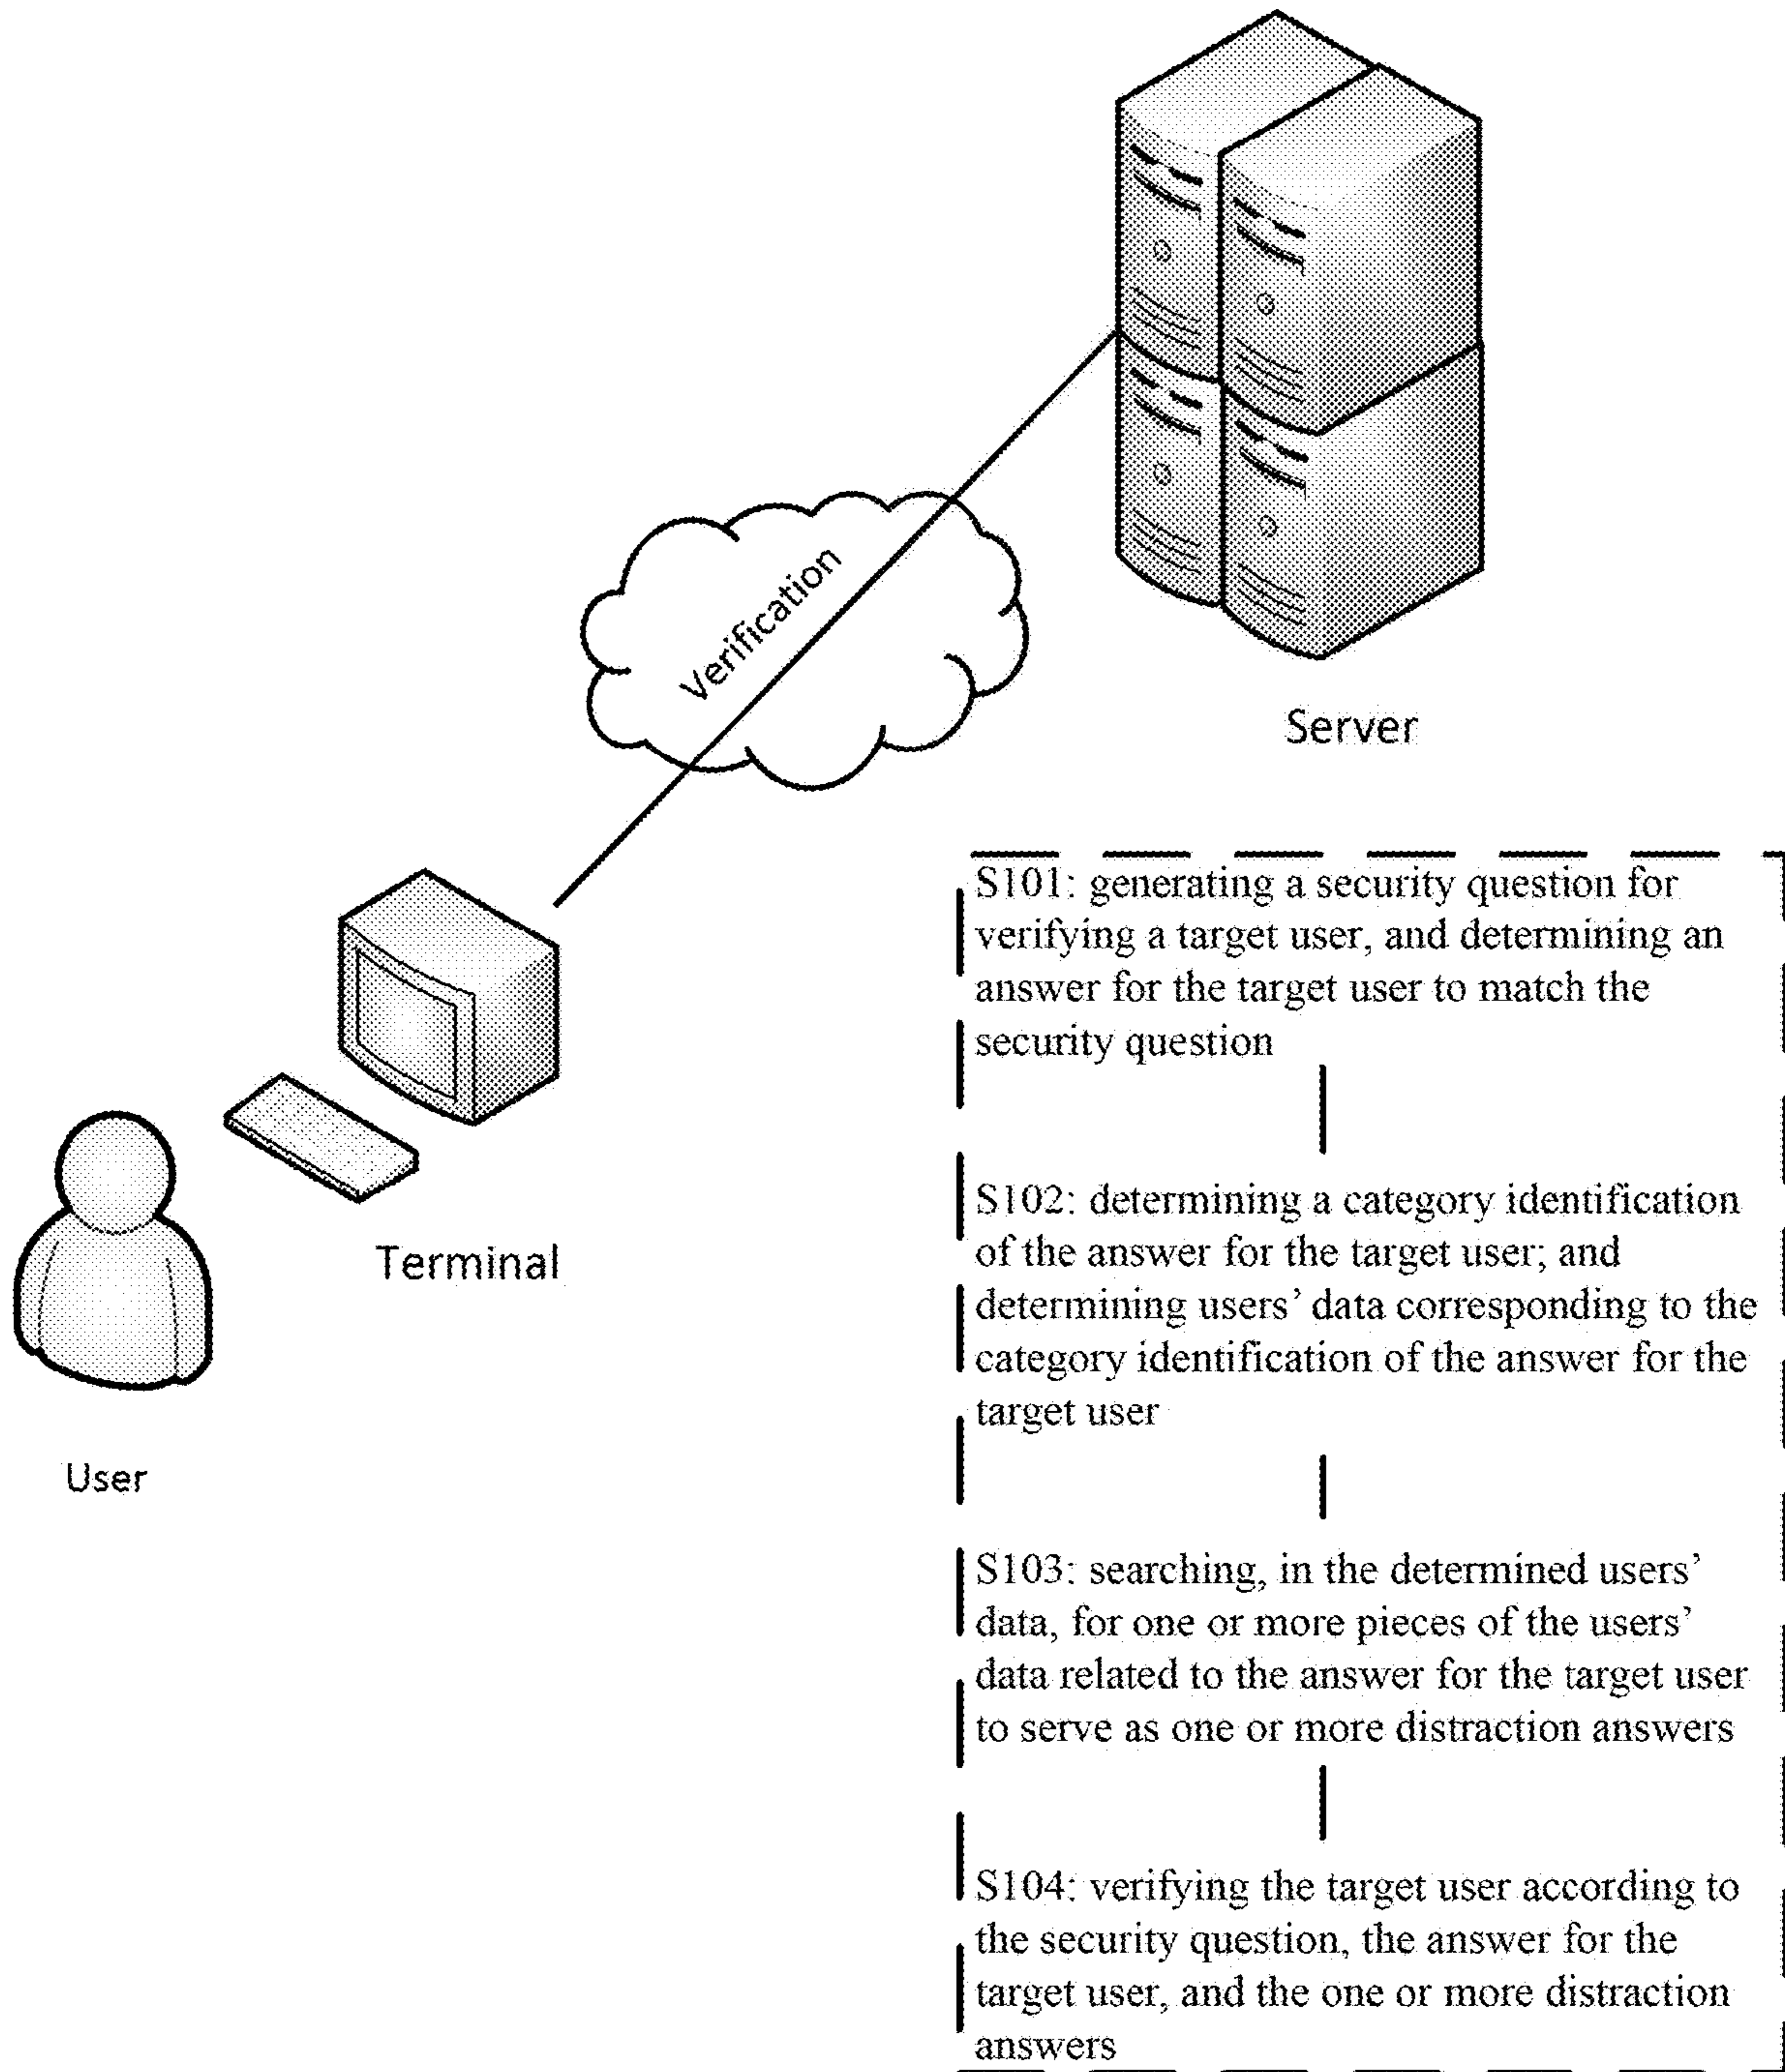 Verification
Server
Terminal
User
S101: generating a security question for
verifying a target user, and determining an
answer for the target user to match the
security question
S102: determining a category identification
of the answer for the target user; and
determining users’ data corresponding to the
category identification of the answer for the
target user
S103: searching, in the determined users’
data, for one or more pieces of the users’
data related to the answer for the target user
to serve as one or more distraction answers
S104: verifying the target user according to
the security question, the answer for the
target user, and the one or more distraction
answers